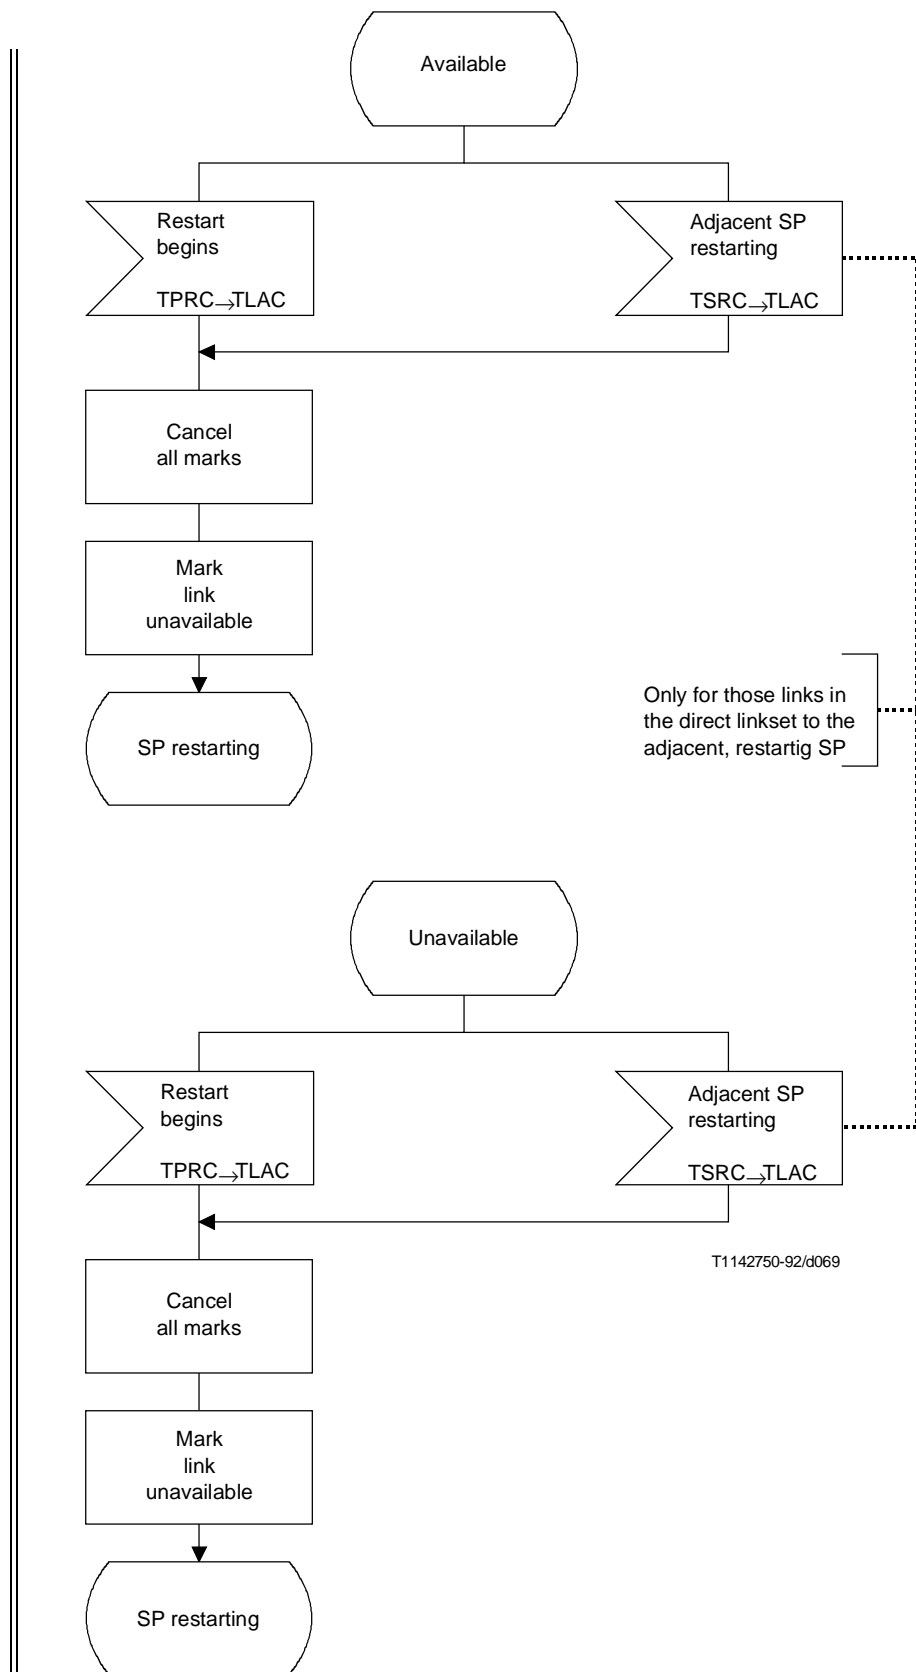 Available
Restart
begins
TPRC→TLAC
Adjacent SP
restarting
TSRC→TLAC
Cancel
all marks
Mark
link
unavailable
SP restarting
Only for those links in
the direct linkset to the
adjacent, restartig SP
Unavailable
Restart
begins
TPRC→TLAC
Adjacent SP
restarting
TSRC→TLAC
T1142750-92/d069
Cancel
all marks
Mark
link
unavailable
SP restarting